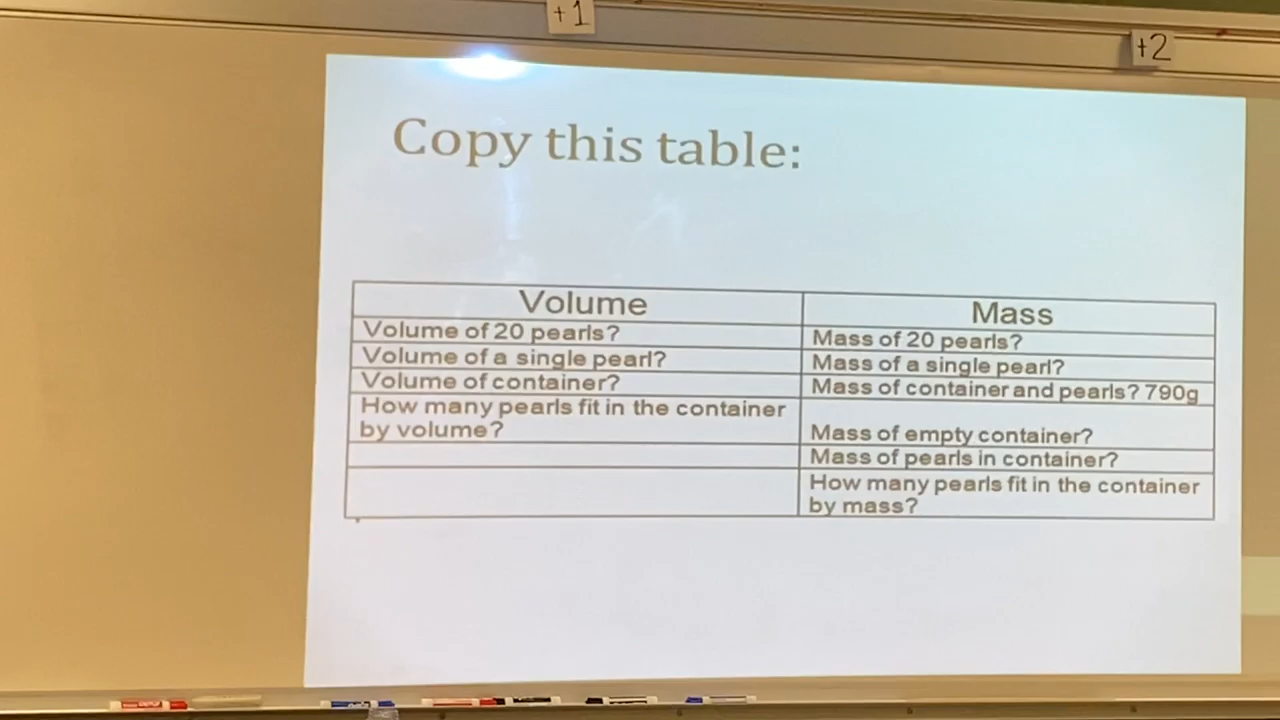 +1
+2
Copy this table:
Volume
Mass
Volume of 20 pearls?
Mass of 20 pearls?
Volume of a single pearl?
Mass of a single pearl?
Volume of container?
Mass of container and pearls? 790g
How many pearls fit in the container
by volume?
Mass of empty container?
Mass of pearls in container?
How many pearls fit in the container
by mass?